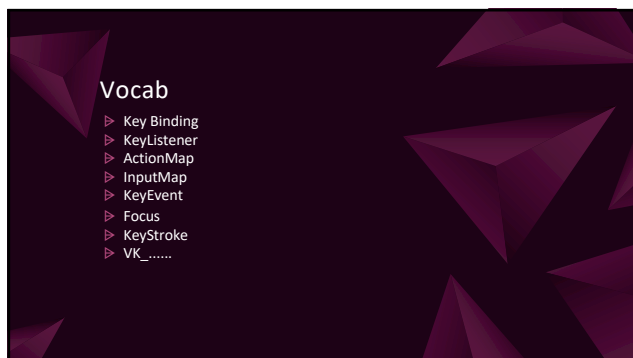 Vocab
Key Binding
KeyListener
ActionMap
InputMap
KeyEvent
Focus
KeyStroke
VK_......